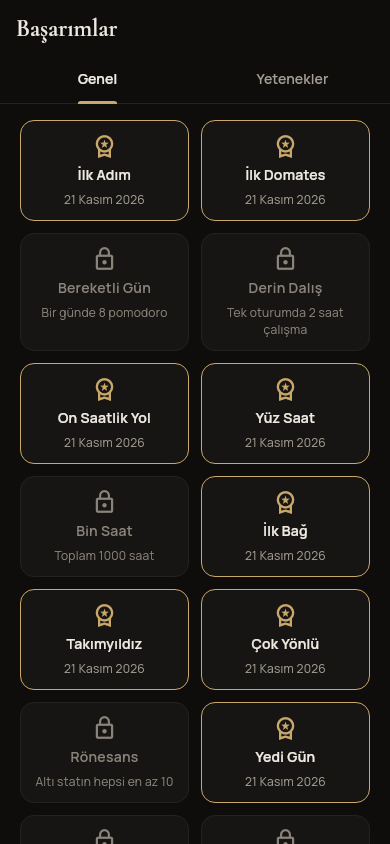 Başarımlar
Genel
Yetenekler
İlk Adım
21 Kasım 2026
İlk Domates
21 Kasım 2026
Bereketli Gün
Bir günde 8 pomodoro
Derin Dalış
Tek oturumda 2 saat
çalışma
On Saatlik Yol
21 Kasım 2026
Yüz Saat
21 Kasım 2026
Bin Saat
Toplam 1000 saat
İlk Bağ
21 Kasım 2026
Takımyıldız
21 Kasım 2026
Çok Yönlü
21 Kasım 2026
Rönesans
Altı statın hepsi en az 10
Yedi Gün
21 Kasım 2026